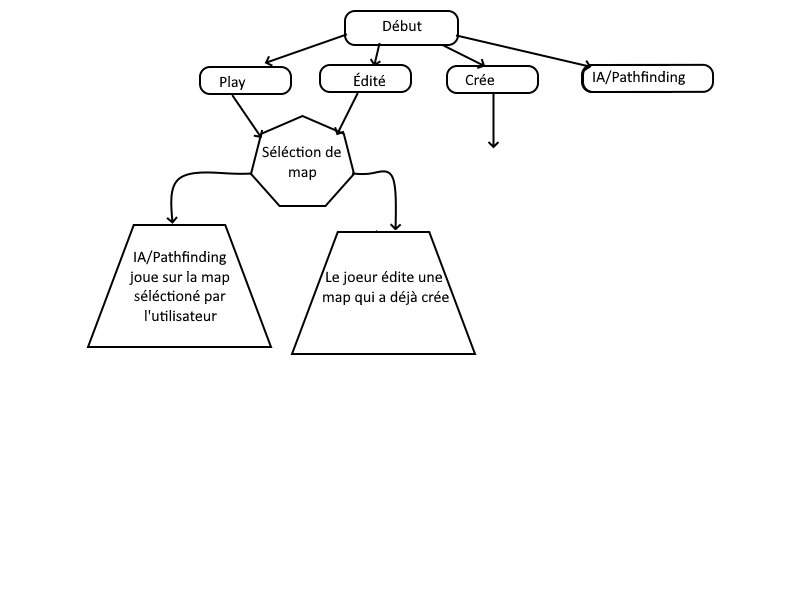 Début
Play
Édité
Crée
IA/Pathfinding
Séléction de
map
IA/Pathfinding
joue sur la map
séléctioné par
l'utilisateur
Le joeur édite une
map qui a déjà crée